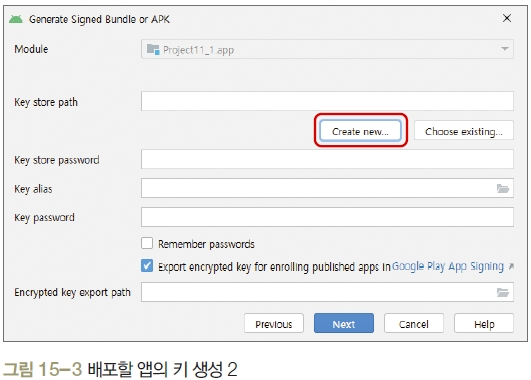 Generate Signed Bundle or APK
Module
Project11_1.app
Key store path
Create new...
Choose existing...
Key store password
Key alias
Key password
Remember passwords
Export encrypted key for enrolling published apps in Google Play App Signing
Encrypted key export path
Previous
Next
Cancel
Help
그림 15-3 배포할 앱의 키 생성 2